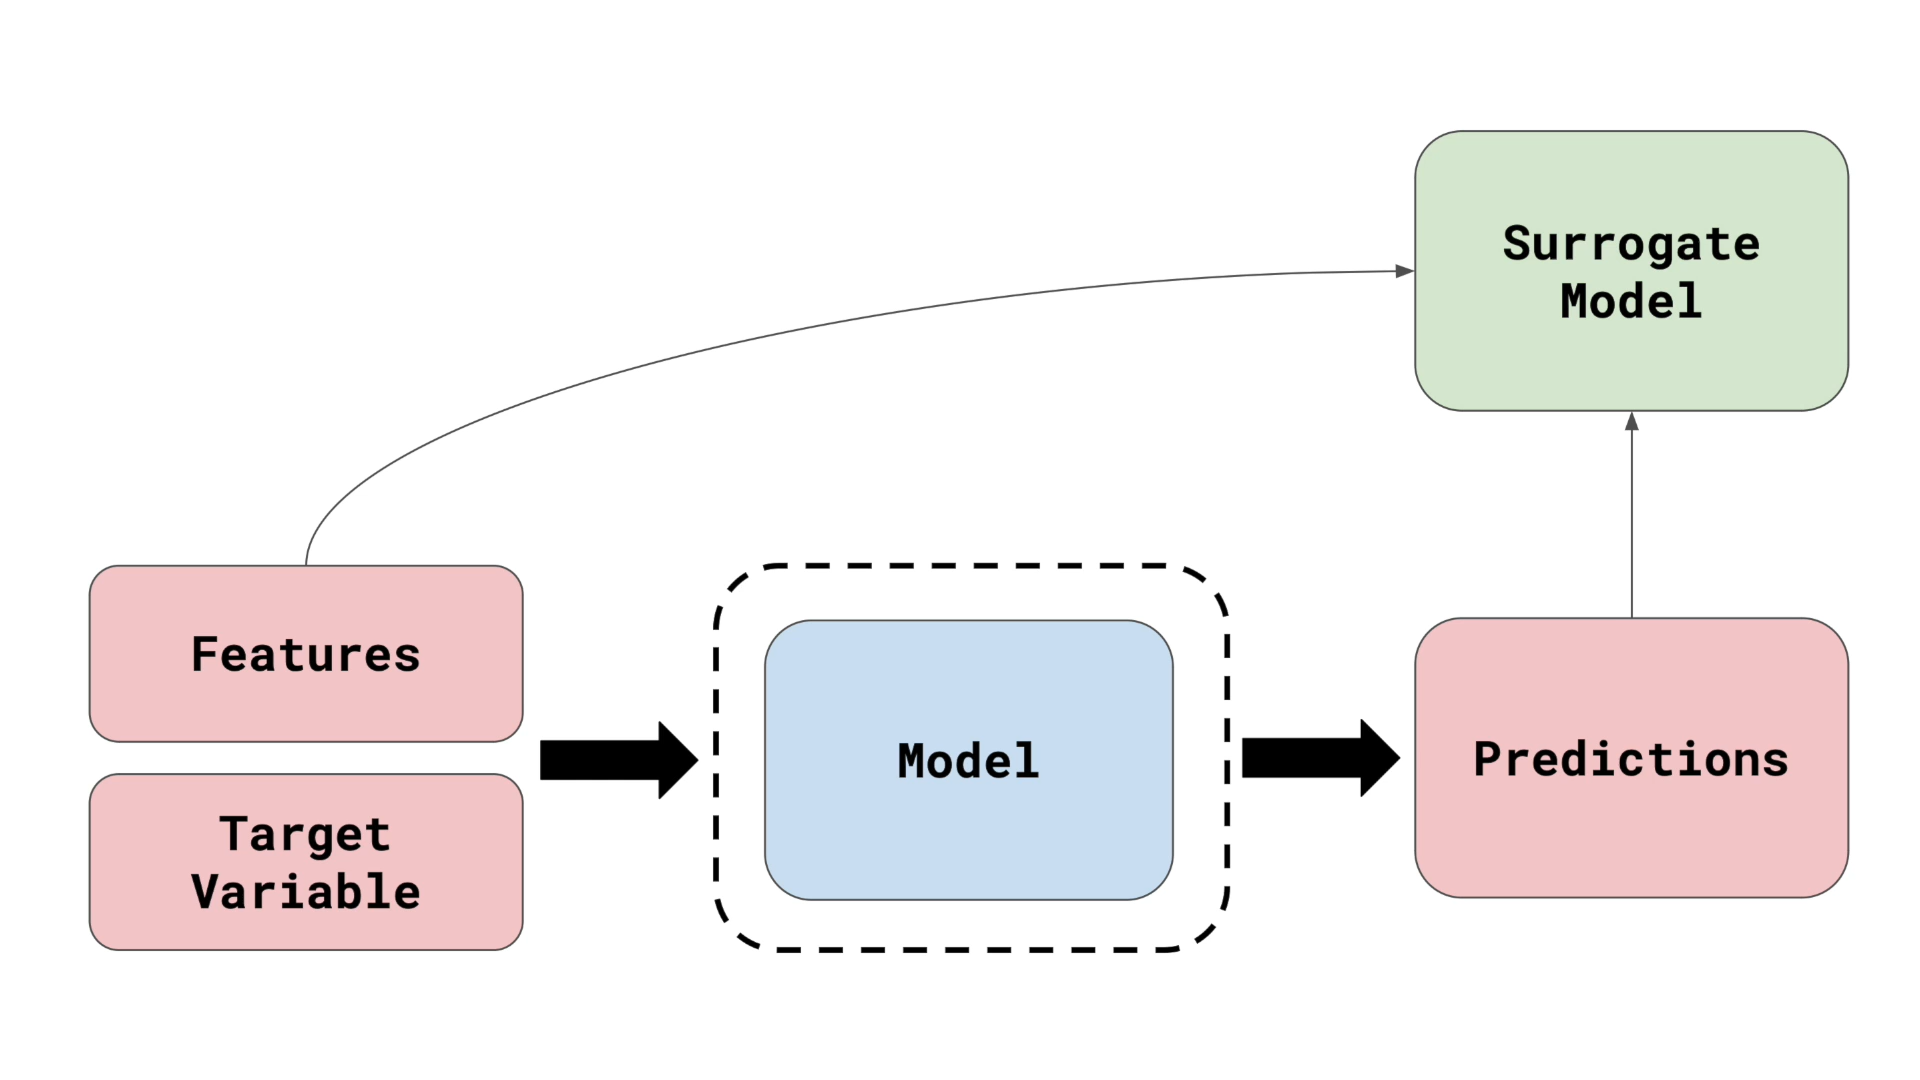 Surrogate
Model
Features
Target
Variable
Model
Predictions